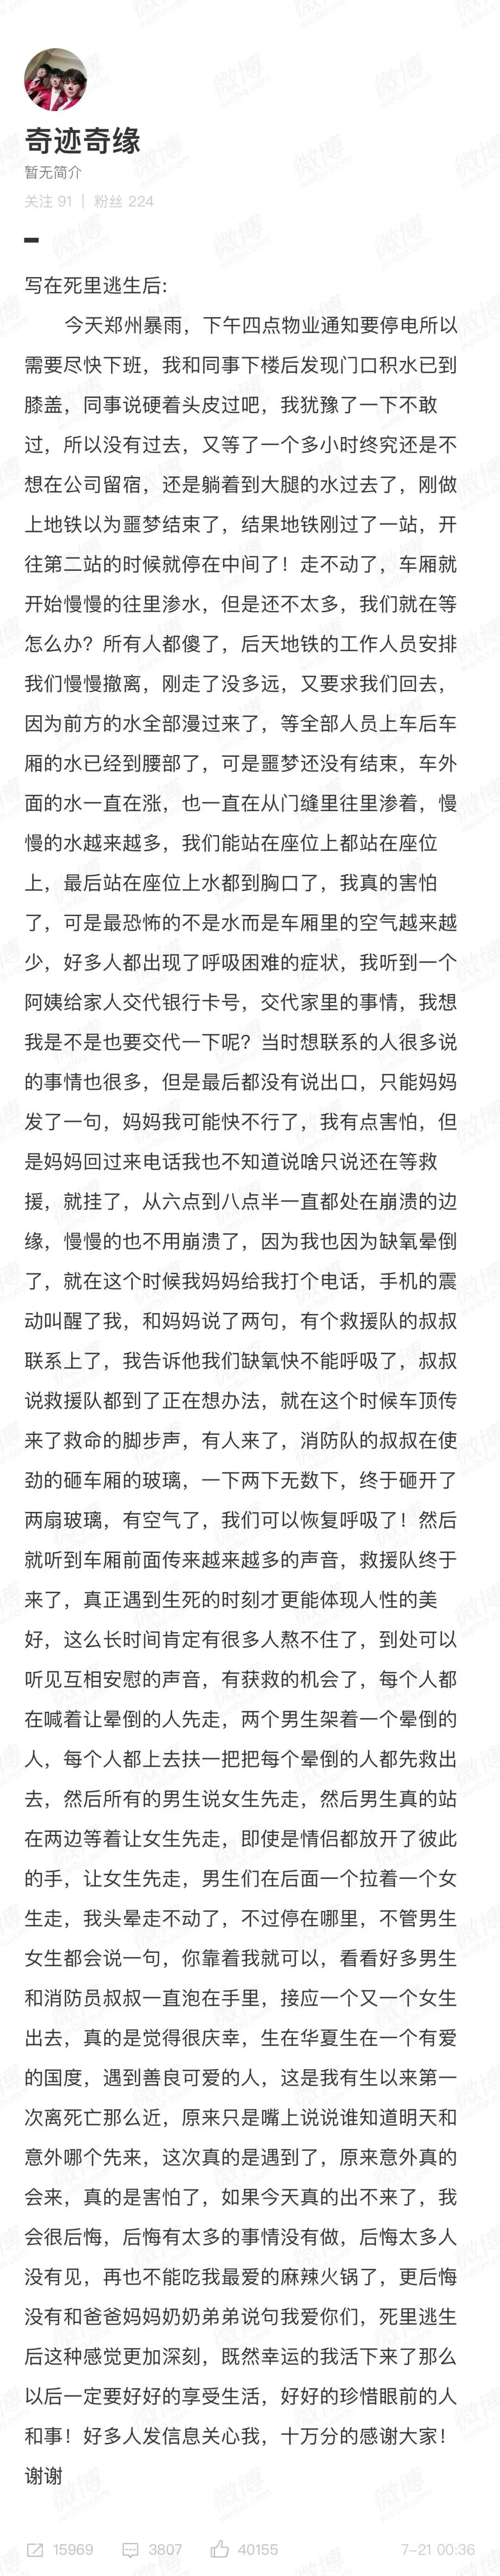 奇迹奇缘
暂无简介
关注 91 | 粉丝 224
写在死里逃生后:
今天郑州暴雨，下午四点物业通知要停电所以
需要尽快下班，我和同事下楼后发现门口积水已到
膝盖，同事说硬着头皮过吧，我犹豫了一下不敢
过，所以没有过去，又等了一个多小时终究还是不
想在公司留宿，还是躺着到大腿的水过去了，刚做
上地铁以为噩梦结束了，结果地铁刚过了一站，开
往第二站的时候就停在中间了！走不动了，车厢就
开始慢慢的往里渗水，但是还不太多，我们就在等
怎么办？所有人都傻了，后天地铁的工作人员安排
我们慢慢撤离，刚走了没多远，又要求我们回去，
因为前方的水全部漫过来了，等全部人员上车后车
厢的水已经到腰部了，可是噩梦还没有结束，车外
面的水一直在涨，也一直在从门缝里往里渗着，慢
慢的水越来越多，我们能站在座位上都站在座位
上，最后站在座位上水都到胸口了，我真的害怕
了，可是最恐怖的不是水而是车厢里的空气越来越
少，好多人都出现了呼吸困难的症状，我听到一个
阿姨给家人交代银行卡号，交代家里的事情，我想
我是不是也要交代一下呢？当时想联系的人很多说
的事情也很多，但是最后都没有说出口，只能妈妈
发了一句，妈妈我可能快不行了，我有点害怕，但
是妈妈回过来电话我也不知道说啥只说还在等救
援，就挂了，从六点到八点半一直都处在崩溃的边
缘，慢慢的也不用崩溃了，因为我也因为缺氧晕倒
了，就在这个时候我妈妈给我打个电话，手机的震
动叫醒了我，和妈妈说了两句，有个救援队的叔叔
联系上了，我告诉他我们缺氧快不能呼吸了，叔叔
说救援队都到了正在想办法，就在这个时候车顶传
来了救命的脚步声，有人来了，消防队的叔叔在使
劲的砸车厢的玻璃，一下两下无数下，终于砸开了
两扇玻璃，有空气了，我们可以恢复呼吸了！然后
就听到车厢前面传来越来越多的声音，救援队终于
来了，真正遇到生死的时刻才更能体现人性的美
好，这么长时间肯定有很多人熬不住了，到处可以
听见互相安慰的声音，有获救的机会了，每个人都
在喊着让晕倒的人先走，两个男生架着一个晕倒的
人，每个人都上去扶一把把每个晕倒的人都先救出
去，然后所有的男生说女生先走，然后男生真的站
在两边等着让女生先走，即使是情侣都放开了彼此
的手，让女生先走，男生们在后面一个拉着一个女
生走，我头晕走不动了，不过停在哪里，不管男生
女生都会说一句，你靠着我就可以，看看好多男生
和消防员叔叔一直泡在手里，接应一个又一个女生
出去，真的是觉得很庆幸，生在华夏生在一个有爱
的国度，遇到善良可爱的人，这是我有生以来第一
次离死亡那么近，原来只是嘴上说说谁知道明天和
意外哪个先来，这次真的是遇到了，原来意外真的
会来，真的是害怕了，如果今天真的出不来了，我
会很后悔，后悔有太多的事情没有做，后悔太多人
没有见，再也不能吃我最爱的麻辣火锅了，更后悔
没有和爸爸妈妈奶奶弟弟说句我爱你们，死里逃生
后这种感觉更加深刻，既然幸运的我活下来了那么
以后一定要好好的享受生活，好好的珍惜眼前的人
和事！好多人发信息关心我，十万分的感谢大家！
谢谢
15969 3807 40155 7-21 00:36